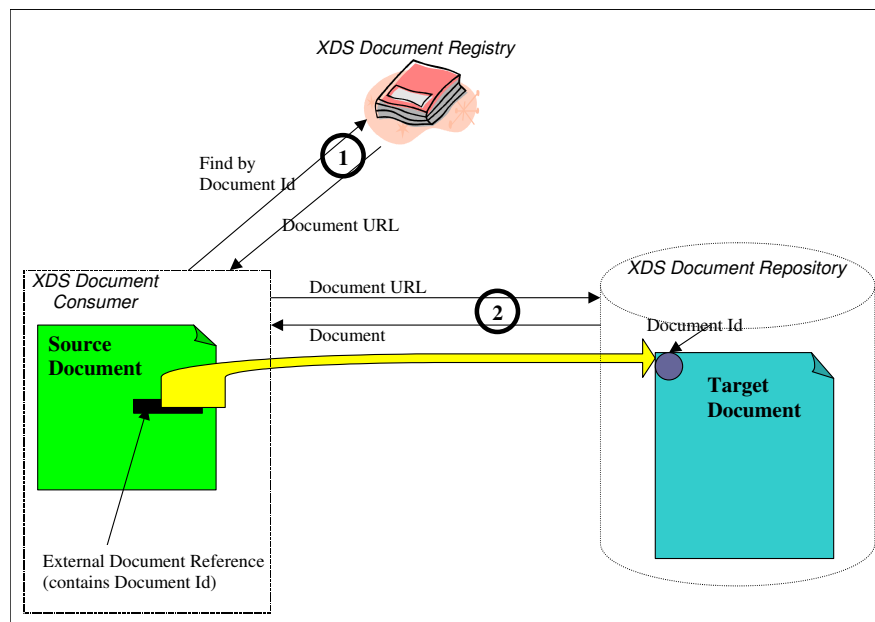 XDS Document Registry
1
Find by
Document Id
Document URL
XDS Document
Consumer
XDS Document Repository
Document URL
2
Document
Document Id
Source
Document
Target
Document
External Document Reference
(contains Document Id)